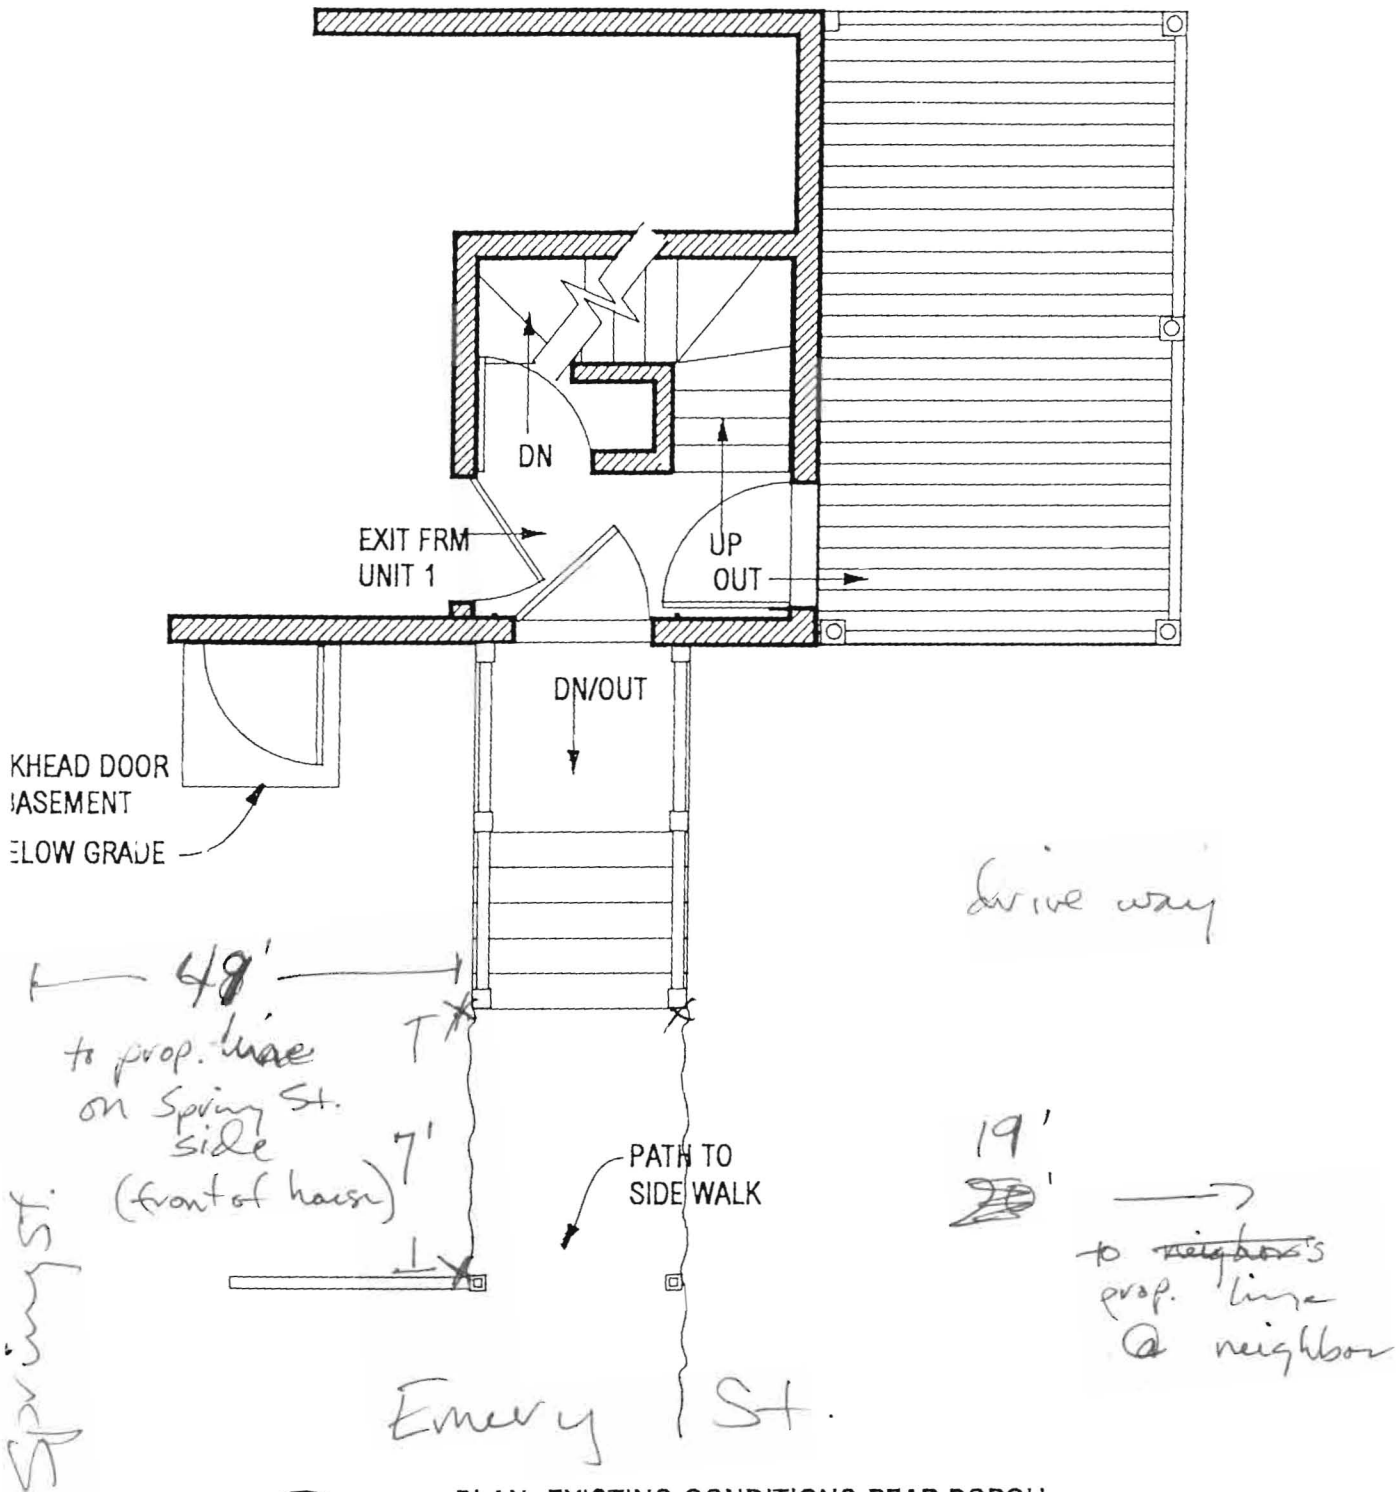 DN
EXIT FRM
UNIT 1
UP
OUT
DN/OUT
KHEAD DOOR
BASEMENT
ELOW GRADE
drive way
to prop. line
on Spring St.
side
(front of house)
7'
PATH TO
SIDE WALK
19'
to neighbor's
prop. line
@ neighbor
Spring St.
Emery St.
PLAN EXISTING CONDITIONS REAR PORCH